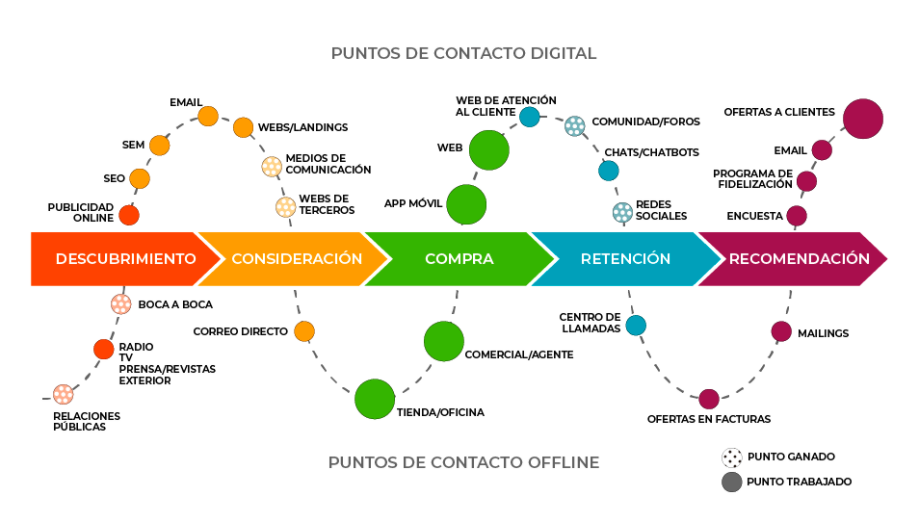 PUNTOS DE CONTACTO DIGITAL
EMAIL
WEBS/LANDINGS
SEM
MEDIOS DE
COMUNICACIÓN
SEO
WEBS DE
TERCEROS
PUBLICIDAD
ONLINE
WEB DE ATENCIÓN
AL CLIENTE
COMUNIDAD/FOROS
WEB
CHATS/CHATBOTS
APP MÓVIL
REDES
SOCIALES
OFERTAS A CLIENTES
EMAIL
PROGRAMA DE
FIDELIZACIÓN
ENCUESTA
DESCUBRIMIENTO
CONSIDERACIÓN
COMPRA
RETENCIÓN
RECOMENDACIÓN
BOCA A BOCA
RADIO
TV
PRENSA/REVISTAS
EXTERIOR
RELACIONES
PÚBLICAS
CORREO DIRECTO
COMERCIAL/AGENTE
TIENDA/OFICINA
CENTRO DE
LLAMADAS
MAILINGS
OFERTAS EN FACTURAS
PUNTOS DE CONTACTO OFFLINE
PUNTO GANADO
PUNTO TRABAJADO